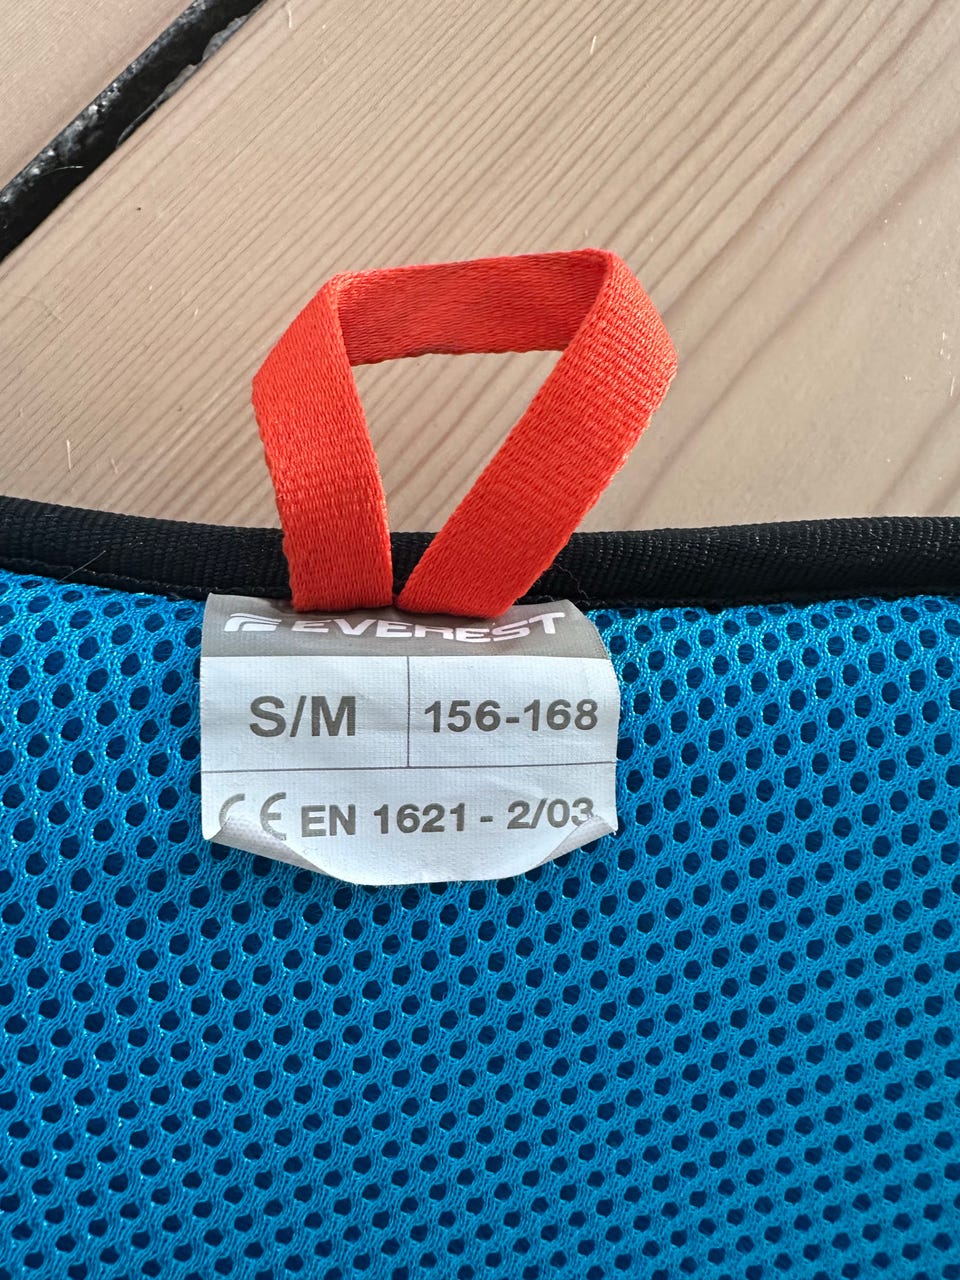 EVEREST
S/M 156-168
CE EN 1621 - 2/03